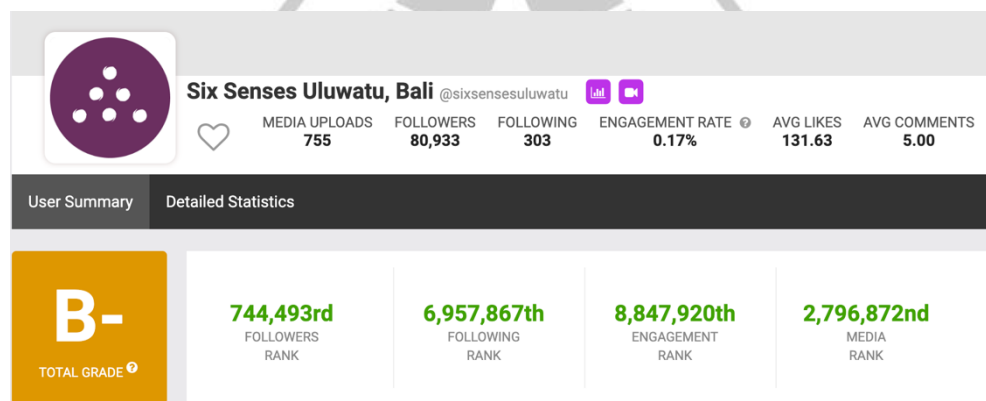 Six Senses Uluwatu, Bali @sixsensesuluwatu
MEDIA UPLOADS FOLLOWERS FOLLOWING ENGAGEMENT RATE ? AVG LIKES AVG COMMENTS
755 80,933 303 0.17% 131.63 5.00
User Summary Detailed Statistics
B-
TOTAL GRADE ?
744,493rd 6,957,867th 8,847,920th 2,796,872nd
FOLLOWERS FOLLOWING ENGAGEMENT MEDIA
RANK RANK RANK RANK